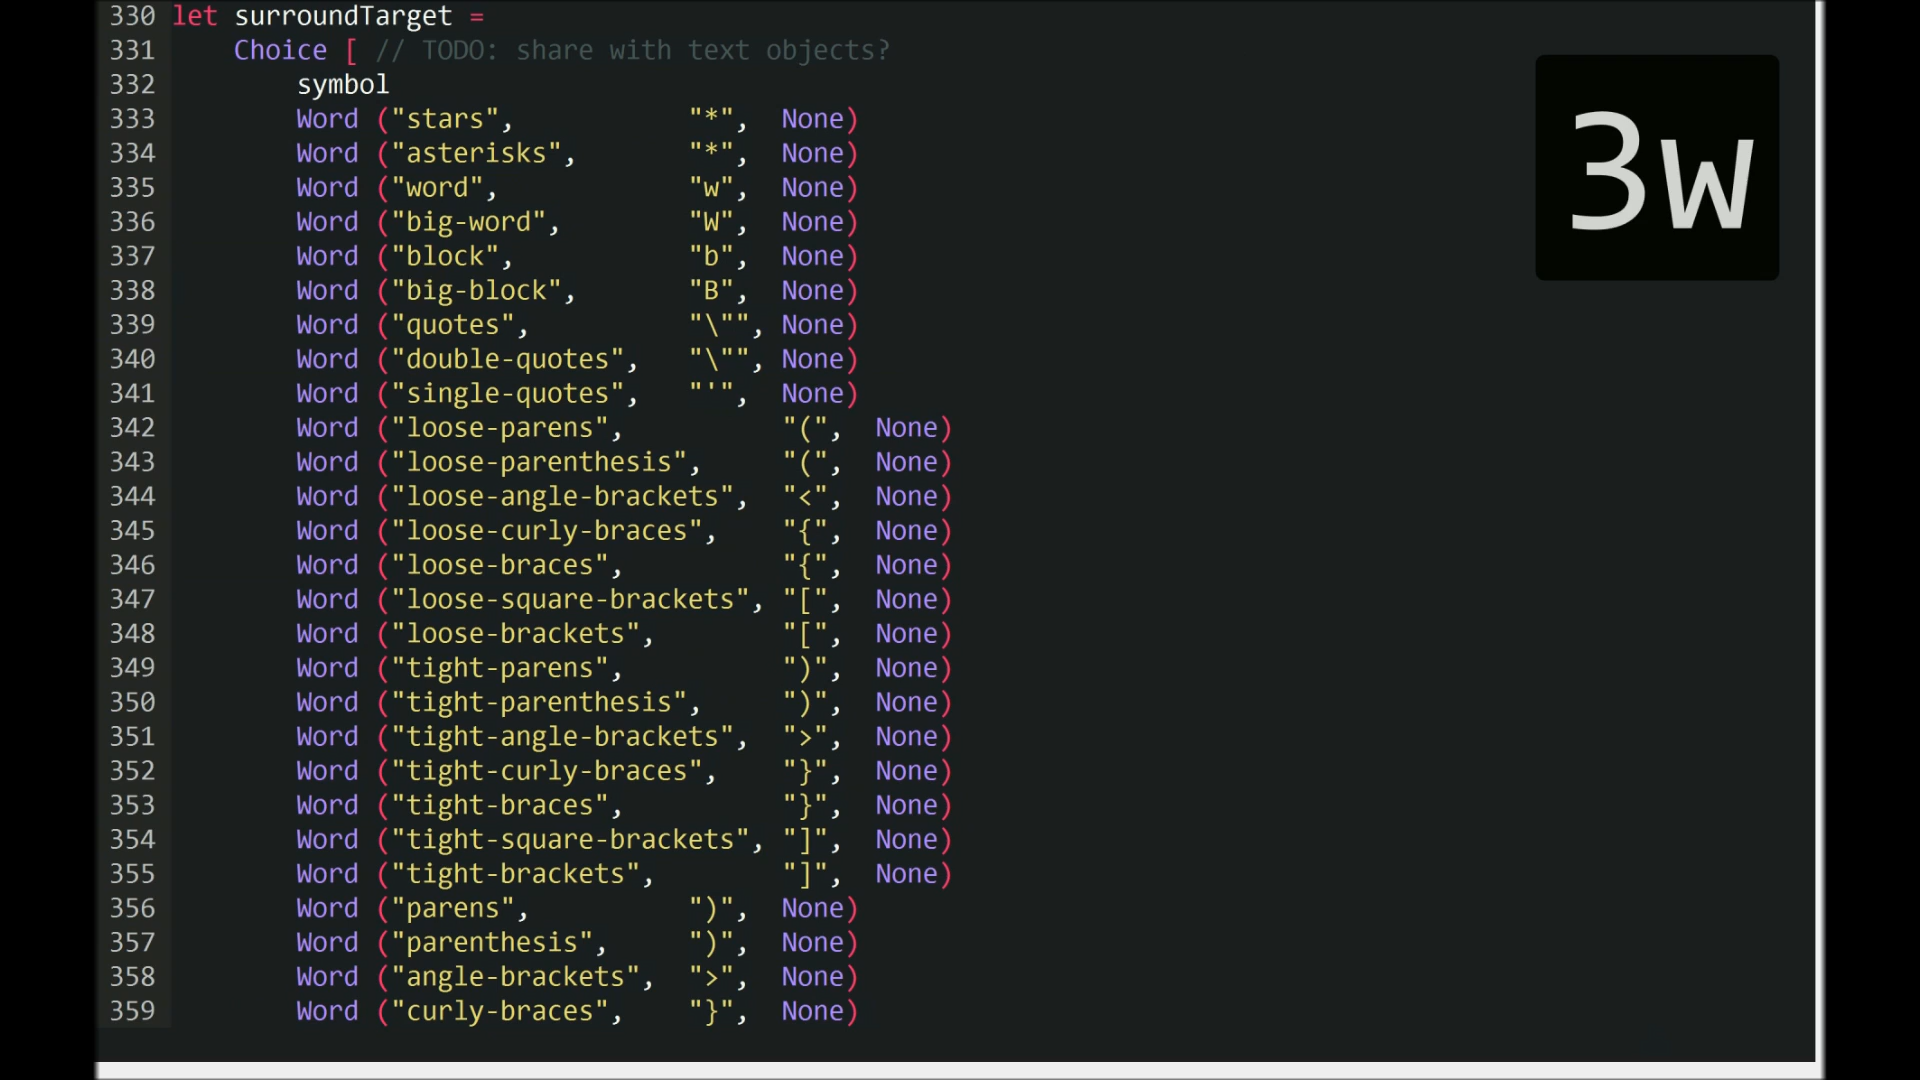 330 let surroundTarget =
331     Choice [ // TODO: share with text objects?
332         symbol
333         Word ("stars",           "*",  None)
334         Word ("asterisks",       "*",  None)
335         Word ("word",            "w",  None)
336         Word ("big-word",        "W",  None)
337         Word ("block",           "b",  None)
338         Word ("big-block",       "B",  None)
339         Word ("quotes",          "\"", None)
340         Word ("double-quotes",   "\"", None)
341         Word ("single-quotes",   "'",  None)
342         Word ("loose-parens",          "(",  None)
343         Word ("loose-parenthesis",     "(",  None)
344         Word ("loose-angle-brackets",  "<",  None)
345         Word ("loose-curly-braces",    "{",  None)
346         Word ("loose-braces",          "{",  None)
347         Word ("loose-square-brackets", "[",  None)
348         Word ("loose-brackets",        "[",  None)
349         Word ("tight-parens",          ")",  None)
350         Word ("tight-parenthesis",     ")",  None)
351         Word ("tight-angle-brackets",  ">",  None)
352         Word ("tight-curly-braces",    "}",  None)
353         Word ("tight-braces",          "}",  None)
354         Word ("tight-square-brackets", "]",  None)
355         Word ("tight-brackets",        "]",  None)
356         Word ("parens",          ")",  None)
357         Word ("parenthesis",     ")",  None)
358         Word ("angle-brackets",  ">",  None)
359         Word ("curly-braces",    "}",  None)
3w